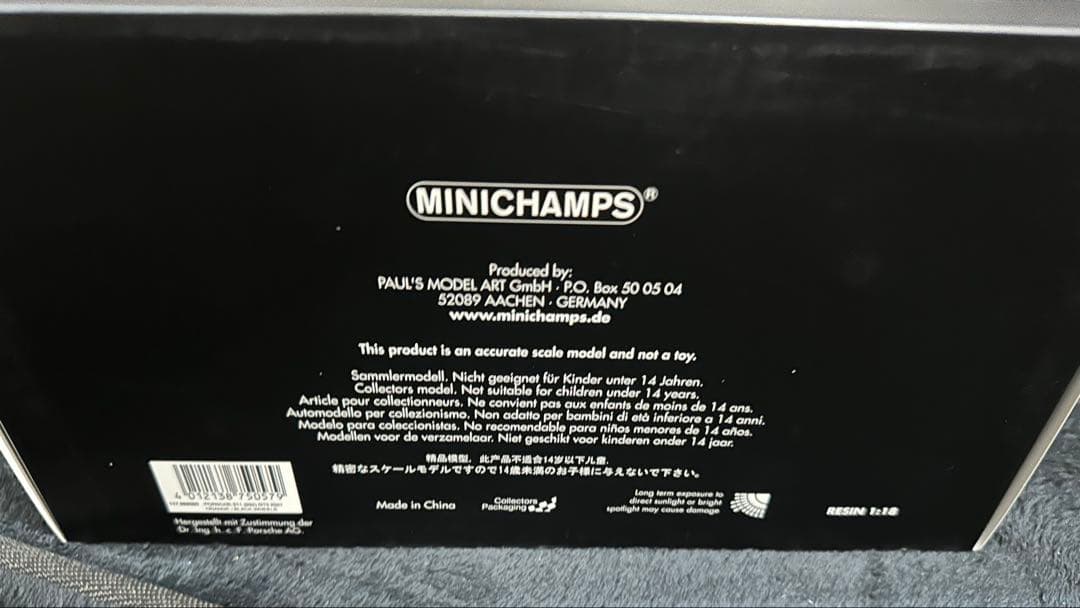 MINICHAMPS®
Produced by:
PAUL'S MODEL ART GmbH · P.O. Box 50 05 04
52089 AACHEN · GERMANY
www.minichamps.de
This product is an accurate scale model and not a toy.
Sammlermodell. Nicht geeignet für Kinder unter 14 Jahren.
Collectors model. Not suitable for children under 14 years.
Article pour collectionneurs. Ne convient pas aux enfants de moins de 14 ans.
Automodello per collezionismo. Non adatto per bambini di età inferiore a 14 anni.
Modelo para coleccionistas. No recomendable para niños menores de 14 años.
Modellen voor de verzamelaar. Niet geschikt voor kinderen onder 14 jaar.
精品模型，此产品不适合14岁以下儿童.
精密なスケールモデルですので14歳未満のお子様に与えないで下さい。
4 012138 750579
Hergestellt mit Zustimmung der
Dr. Ing. h. c. F. Porsche AG.
Made in China
Collectors
Packaging
Long term exposure to
direct sunlight or bright
spotlight may cause damage
RESIN 1:18